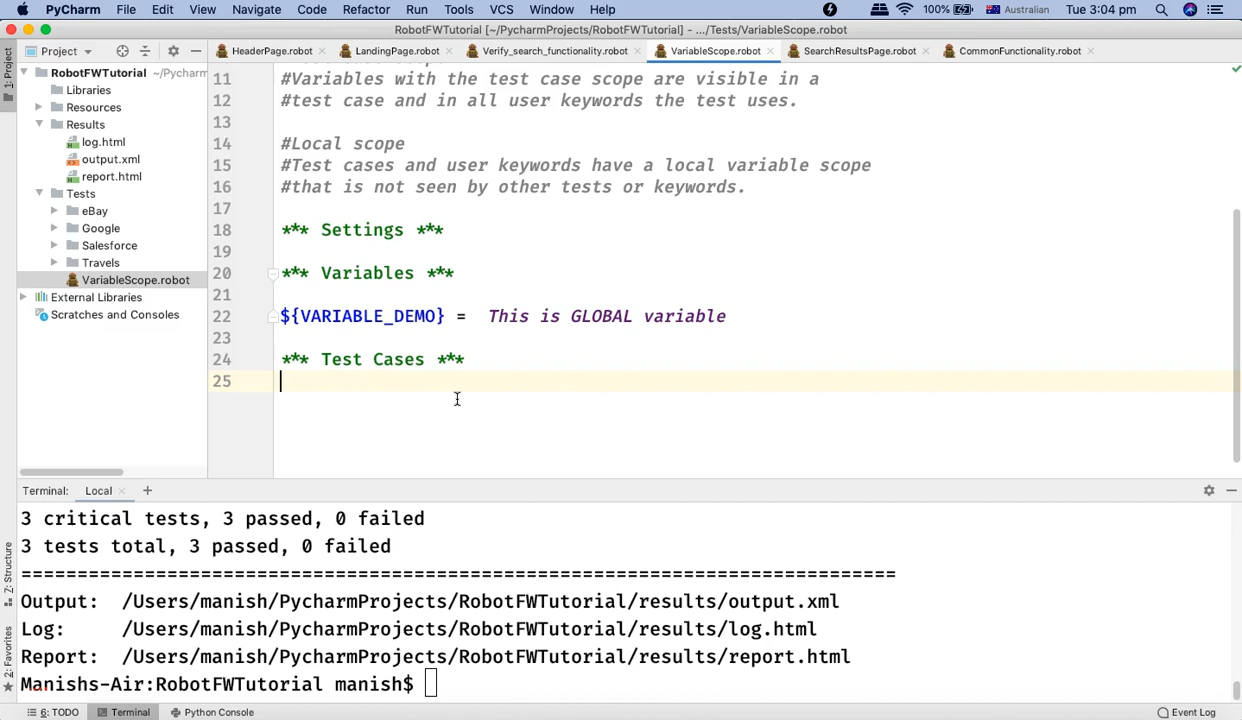 PyCharm File Edit View Navigate Code Refactor Run Tools VCS Window Help 100% Australian Tue 3:04 pm
RobotFWTutorial [~/PycharmProjects/RobotFWTutorial] - .../Tests/VariableScope.robot
Project HeaderPage.robot LandingPage.robot Verify_search_functionality.robot VariableScope.robot SearchResultsPage.robot CommonFunctionality.robot
1: Project
RobotFWTutorial ~/Pycharm
Libraries
Resources
Results
log.html
output.xml
report.html
Tests
eBay
Google
Salesforce
Travels
VariableScope.robot
External Libraries
Scratches and Consoles
11 #Variables with the test case scope are visible in a
12 #test case and in all user keywords the test uses.
13
14 #Local scope
15 #Test cases and user keywords have a local variable scope
16 #that is not seen by other tests or keywords.
17
18 *** Settings ***
19
20 *** Variables ***
21
22 ${VARIABLE_DEMO} = This is GLOBAL variable
23
24 *** Test Cases ***
25
Terminal: Local
3 critical tests, 3 passed, 0 failed
3 tests total, 3 passed, 0 failed
==============================================================================
Output: /Users/manish/PycharmProjects/RobotFWTutorial/results/output.xml
Log: /Users/manish/PycharmProjects/RobotFWTutorial/results/log.html
Report: /Users/manish/PycharmProjects/RobotFWTutorial/results/report.html
Manishs-Air:RobotFWTutorial manish$
Z: Structure
2: Favorites
6: TODO Terminal Python Console Event Log